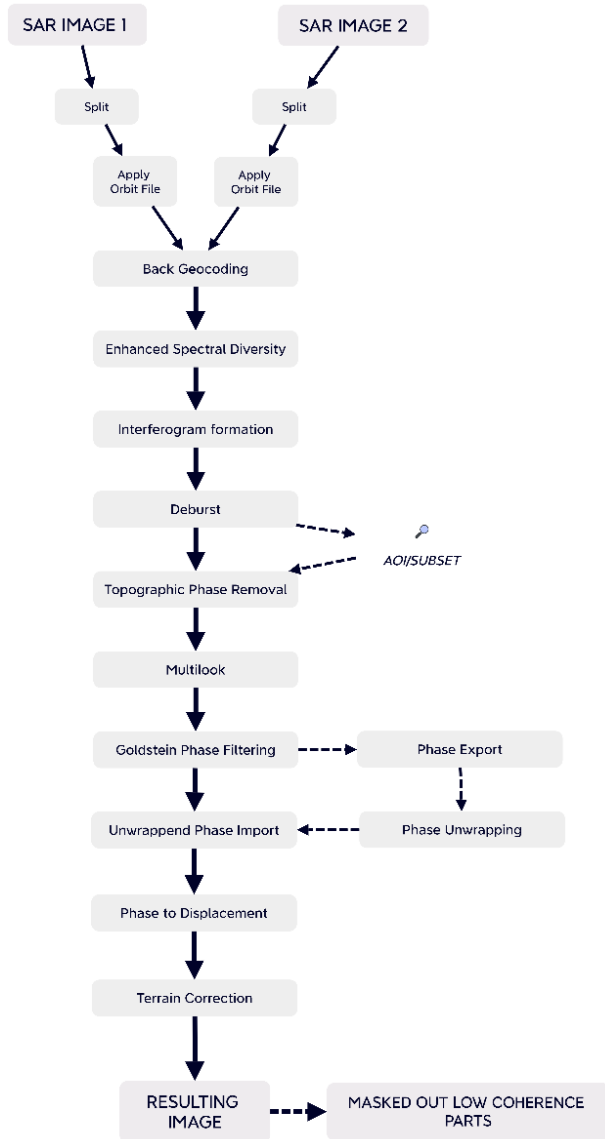 SAR IMAGE 1
SAR IMAGE 2
Split
Split
Apply
Orbit File
Apply
Orbit File
Back Geocoding
Enhanced Spectral Diversity
Interferogram formation
Deburst
AOI/SUBSET
Topographic Phase Removal
Multilook
Goldstein Phase Filtering
Phase Export
Unwrappend Phase Import
Phase Unwrapping
Phase to Displacement
Terrain Correction
RESULTING
IMAGE
MASKED OUT LOW COHERENCE
PARTS